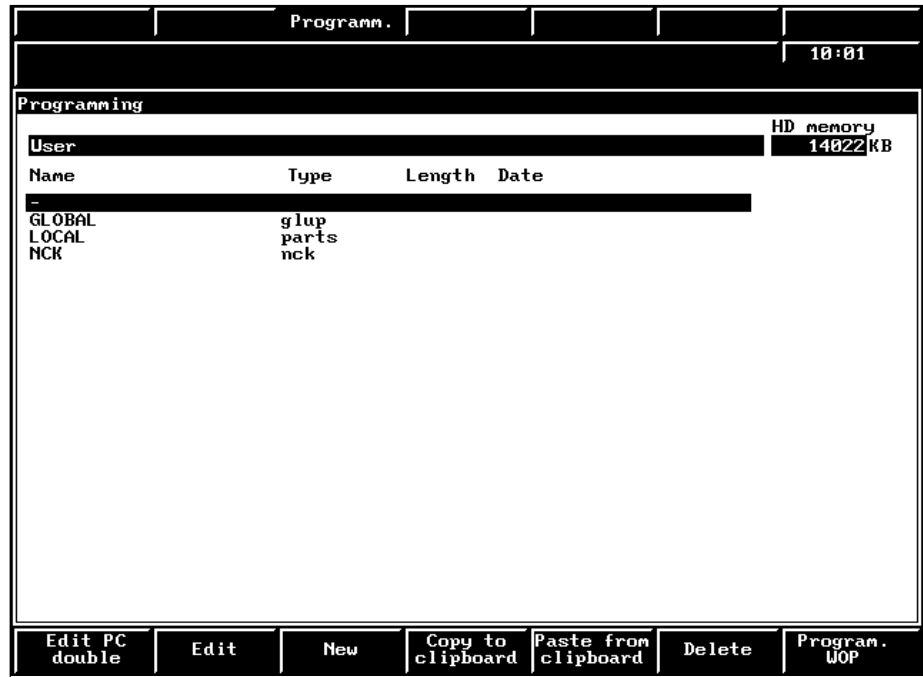 Programm.
10:01
Programming
HD memory
User 14022 KB
Name Type Length Date
-
GLOBAL glup
LOCAL parts
NCK nck
Edit PC double Edit New Copy to clipboard Paste from clipboard Delete Program. WOP